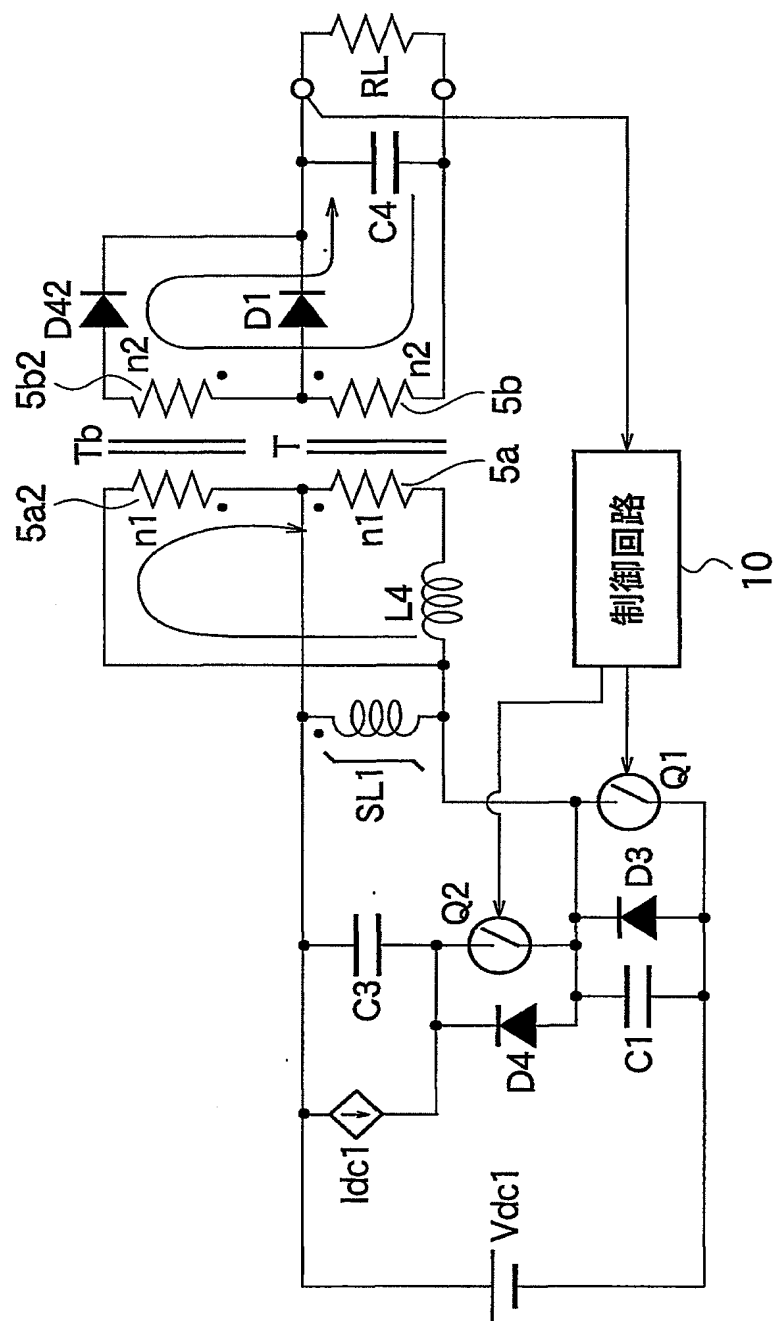 Vdc1
Idc1
C3
D4
Q2
C1
D3
Q1
SL1
L4
5a2
n1
n1
5a
Tb
T
5b2
n2
n2
5b
D42
D1
C4
RL
制御回路
10